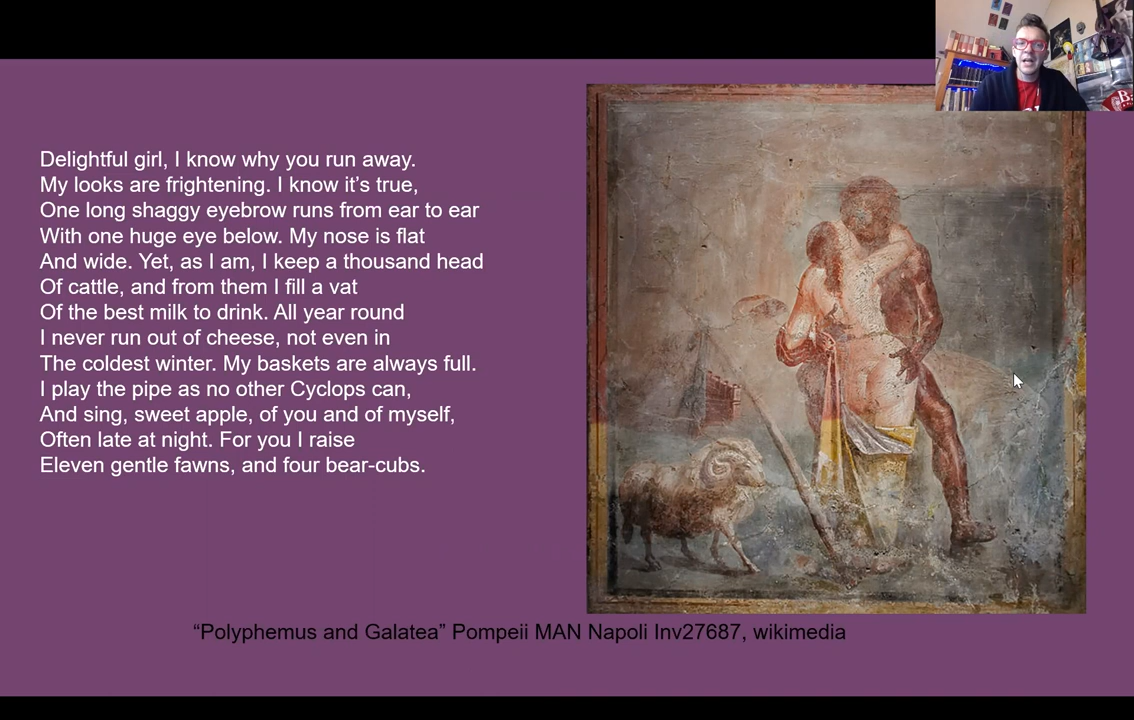 Delightful girl, I know why you run away.
My looks are frightening. I know it’s true,
One long shaggy eyebrow runs from ear to ear
With one huge eye below. My nose is flat
And wide. Yet, as I am, I keep a thousand head
Of cattle, and from them I fill a vat
Of the best milk to drink. All year round
I never run out of cheese, not even in
The coldest winter. My baskets are always full.
I play the pipe as no other Cyclops can,
And sing, sweet apple, of you and of myself,
Often late at night. For you I raise
Eleven gentle fawns, and four bear-cubs.
“Polyphemus and Galatea” Pompeii MAN Napoli Inv27687, wikimedia